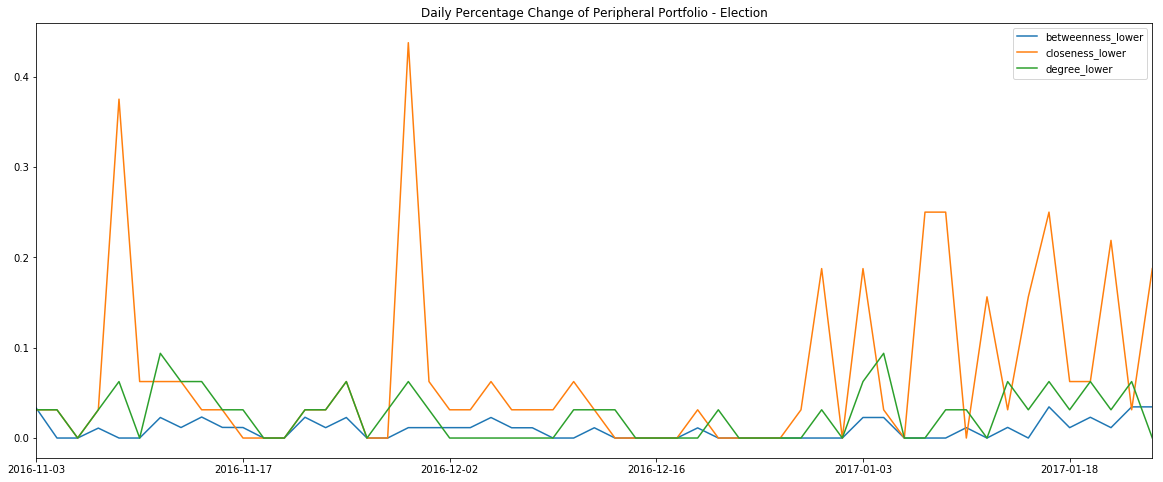 Daily Percentage Change of Peripheral Portfolio - Election
betweenness_lower
closeness_lower
degree_lower
0.4
0.3
0.2
0.1
0.0
2016-11-03
2016-11-17
2016-12-02
2016-12-16
2017-01-03
2017-01-18